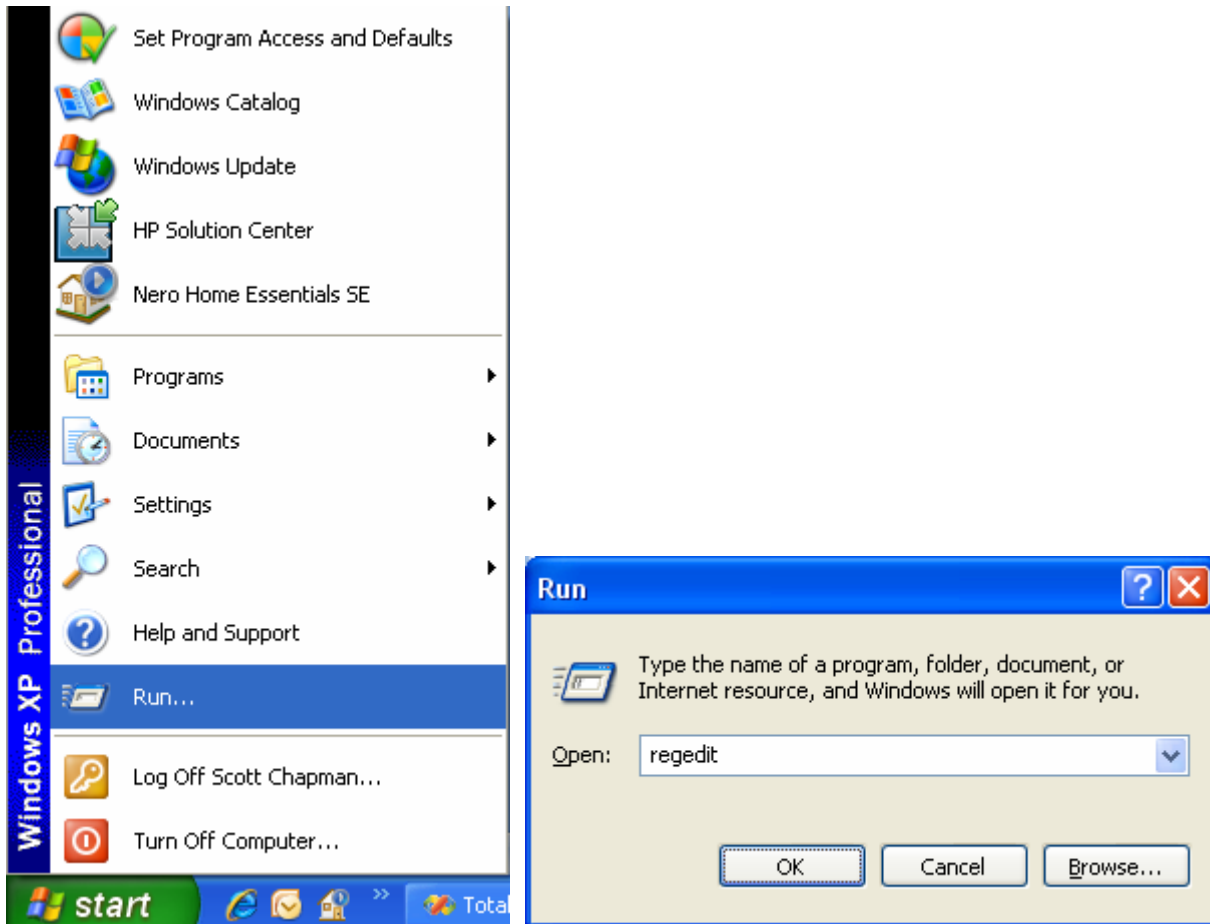 Set Program Access and Defaults
Windows Catalog
Windows Update
HP Solution Center
Nero Home Essentials SE
Programs
Documents
Settings
Search
Help and Support
Run...
Log Off Scott Chapman...
Turn Off Computer...
Windows XP Professional
start
Total
Run
Type the name of a program, folder, document, or
Internet resource, and Windows will open it for you.
Open: regedit
OK Cancel Browse...